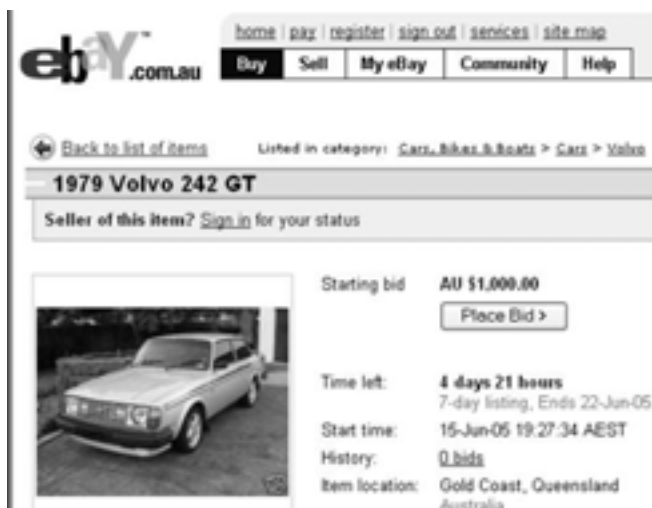 home | pay | register | sign out | services | site map
ebY™.com.au
Buy Sell My eBay Community Help
Back to list of items Listed in category: Cars, Bikes & Boats > Cars > Volvo
1979 Volvo 242 GT
Seller of this item? Sign in for your status
Starting bid AU $1,000.00
Place Bid >
Time left: 4 days 21 hours
7-day listing, Ends 22-Jun-05
Start time: 15-Jun-05 19:27:34 AEST
History: 0 bids
Item location: Gold Coast, Queensland
Australia